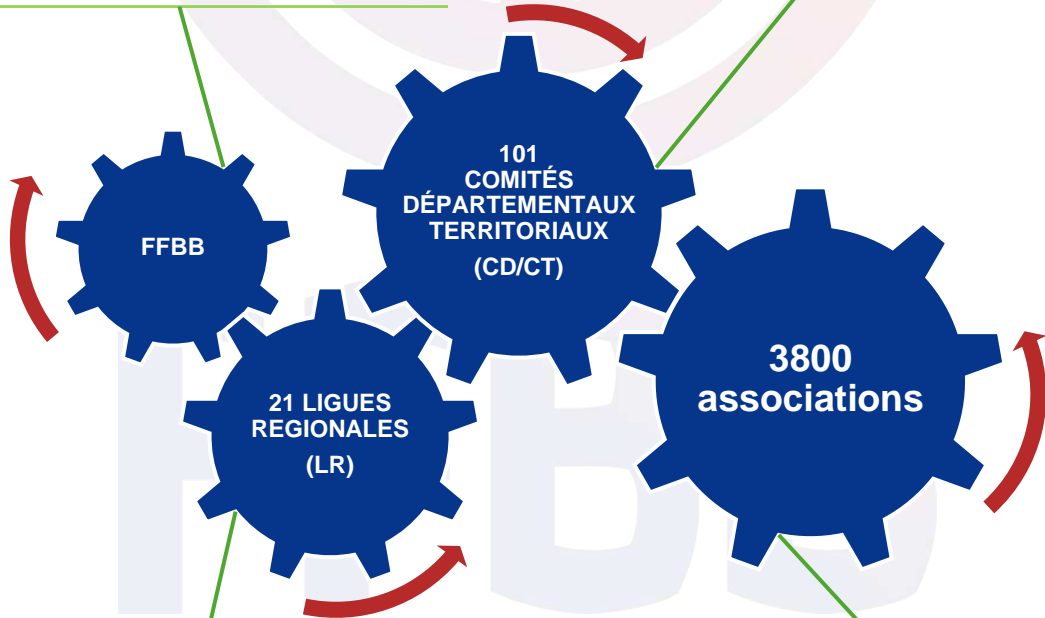 FFBB
101
COMITÉS
DÉPARTEMENTAUX
TERRITORIAUX
(CD/CT)
21 LIGUES
REGIONALES
(LR)
3800
associations